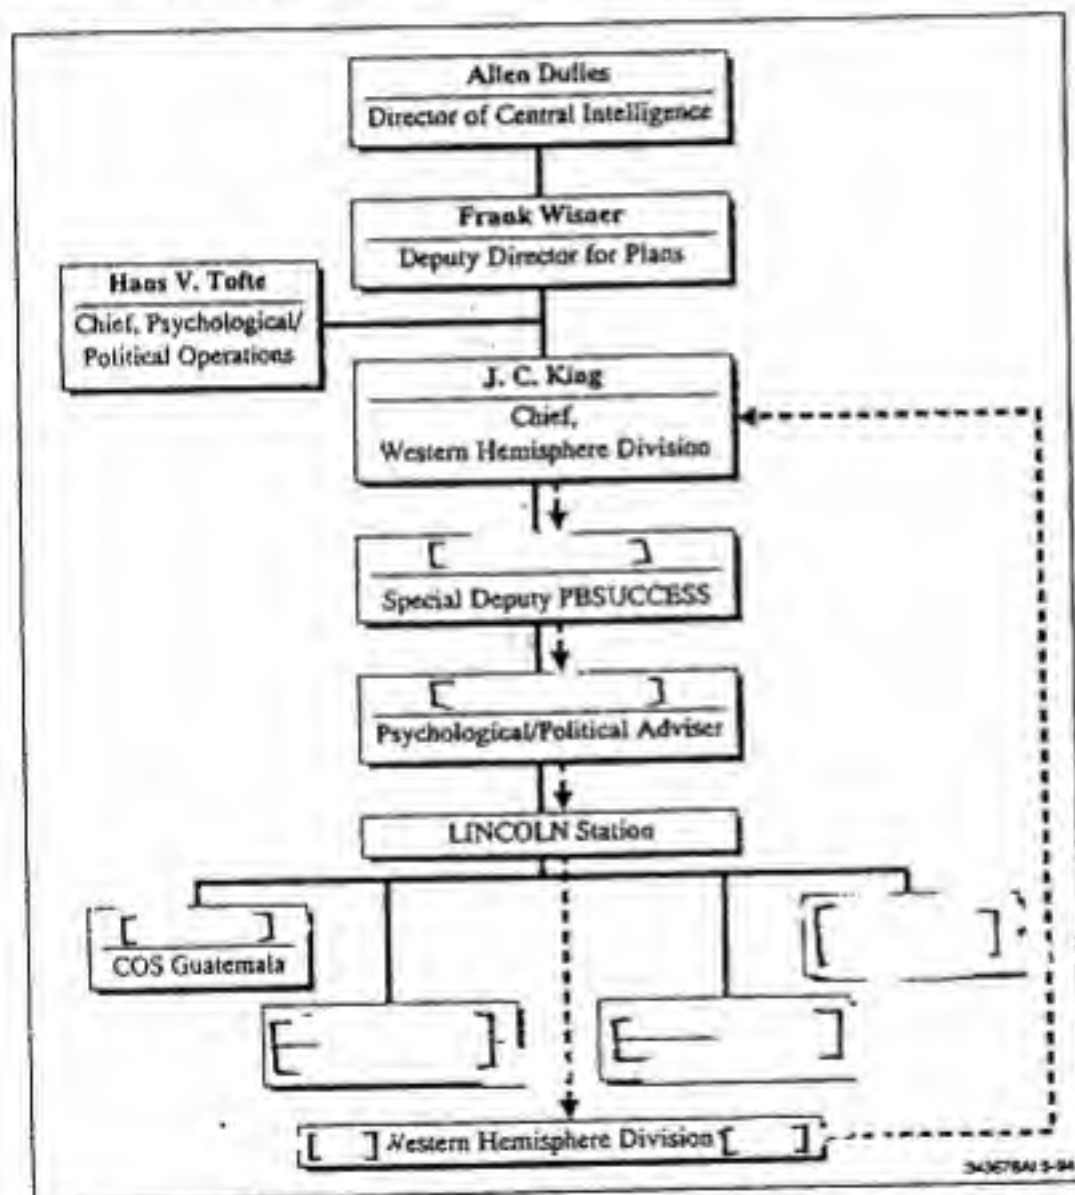 Allen Dulles
Director of Central Intelligence
Frank Wisner
Deputy Director for Plans
Hans V. Tofte
Chief, Psychological/
Political Operations
J. C. King
Chief,
Western Hemisphere Division
[ ]
Special Deputy PBSUCCESS
[ ]
Psychological/Political Adviser
LINCOLN Station
[ ]
COS Guatemala
[ ]
[ ]
[ ]
[ ] Western Hemisphere Division [ ]